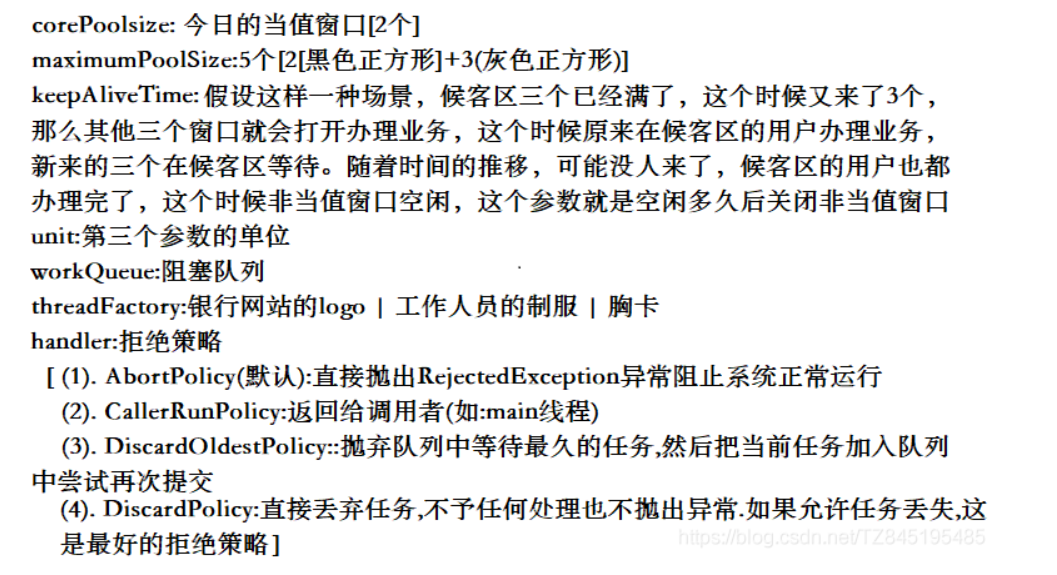 corePoolsize: 今日的当值窗口[2个]
maximumPoolSize:5个[2[黑色正方形]+3(灰色正方形)]
keepAliveTime: 假设这样一种场景，候客区三个已经满了，这个时候又来了3个，
那么其他三个窗口就会打开办理业务，这个时候原来在候客区的用户办理业务，
新来的三个在候客区等待。随着时间的推移，可能没人来了，候客区的用户也都
办理完了，这个时候非当值窗口空闲，这个参数就是空闲多久后关闭非当值窗口
unit:第三个参数的单位
workQueue:阻塞队列
threadFactory:银行网站的logo | 工作人员的制服 | 胸卡
handler:拒绝策略
[ (1). AbortPolicy(默认):直接抛出RejectedException异常阻止系统正常运行
(2). CallerRunPolicy:返回给调用者(如:main线程)
(3). DiscardOldestPolicy::抛弃队列中等待最久的任务,然后把当前任务加入队列
中尝试再次提交
(4). DiscardPolicy:直接丢弃任务,不予任何处理也不抛出异常.如果允许任务丢失,这
是最好的拒绝策略]
https://blog.csdn.net/TZ845195485